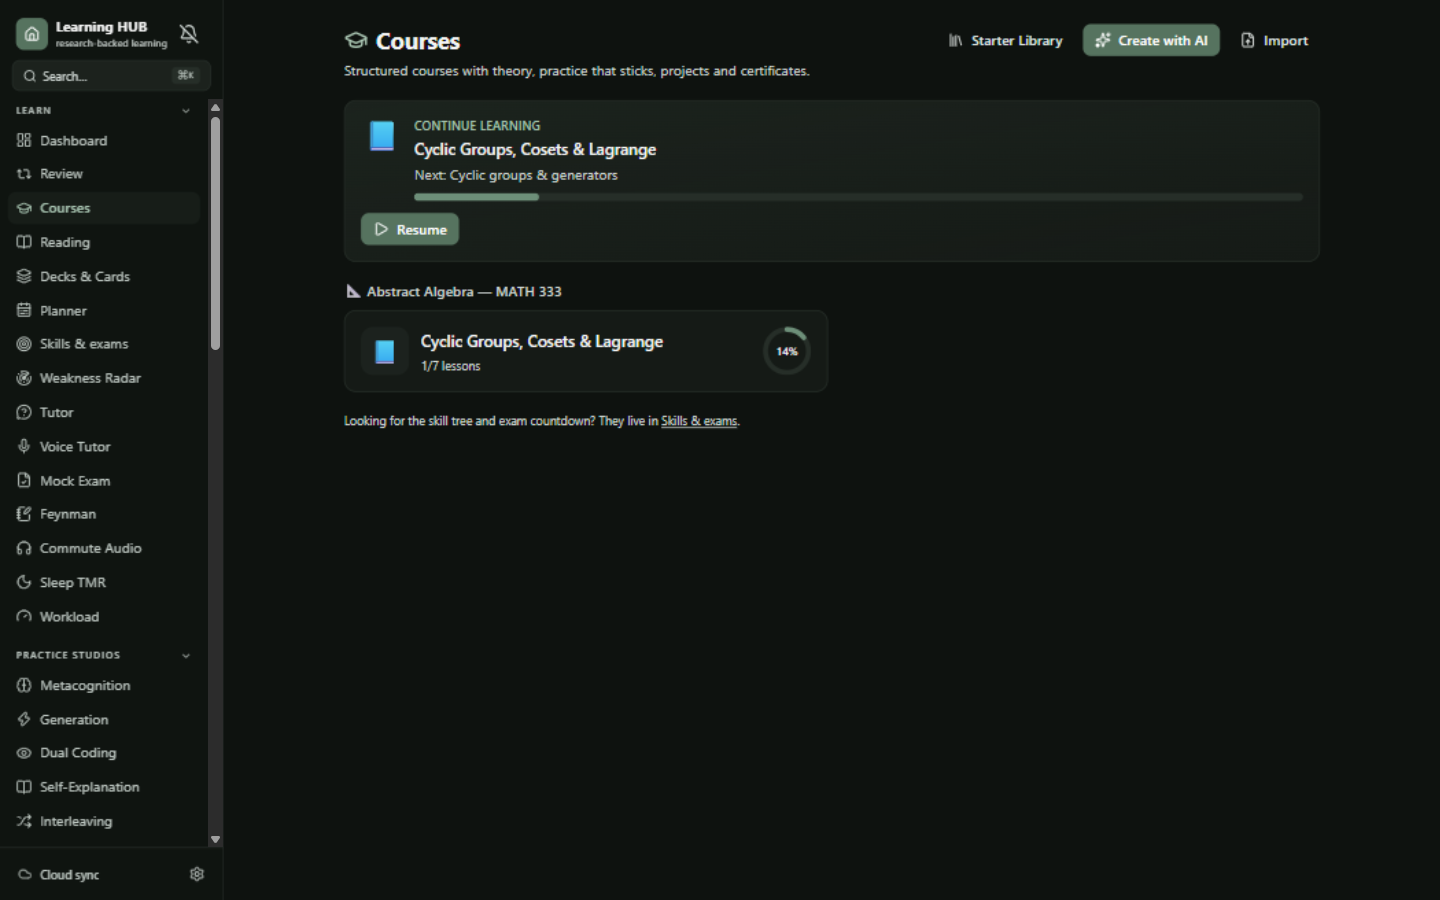 Learning HUB
research-backed learning
Search...
⌘K
LEARN
Dashboard
Review
Courses
Reading
Decks & Cards
Planner
Skills & exams
Weakness Radar
Tutor
Voice Tutor
Mock Exam
Feynman
Commute Audio
Sleep TMR
Workload
PRACTICE STUDIOS
Metacognition
Generation
Dual Coding
Self-Explanation
Interleaving
Cloud sync
Courses
Starter Library
Create with AI
Import
Structured courses with theory, practice that sticks, projects and certificates.
CONTINUE LEARNING
Cyclic Groups, Cosets & Lagrange
Next: Cyclic groups & generators
Resume
Abstract Algebra — MATH 333
Cyclic Groups, Cosets & Lagrange
1/7 lessons
14%
Looking for the skill tree and exam countdown? They live in Skills & exams.